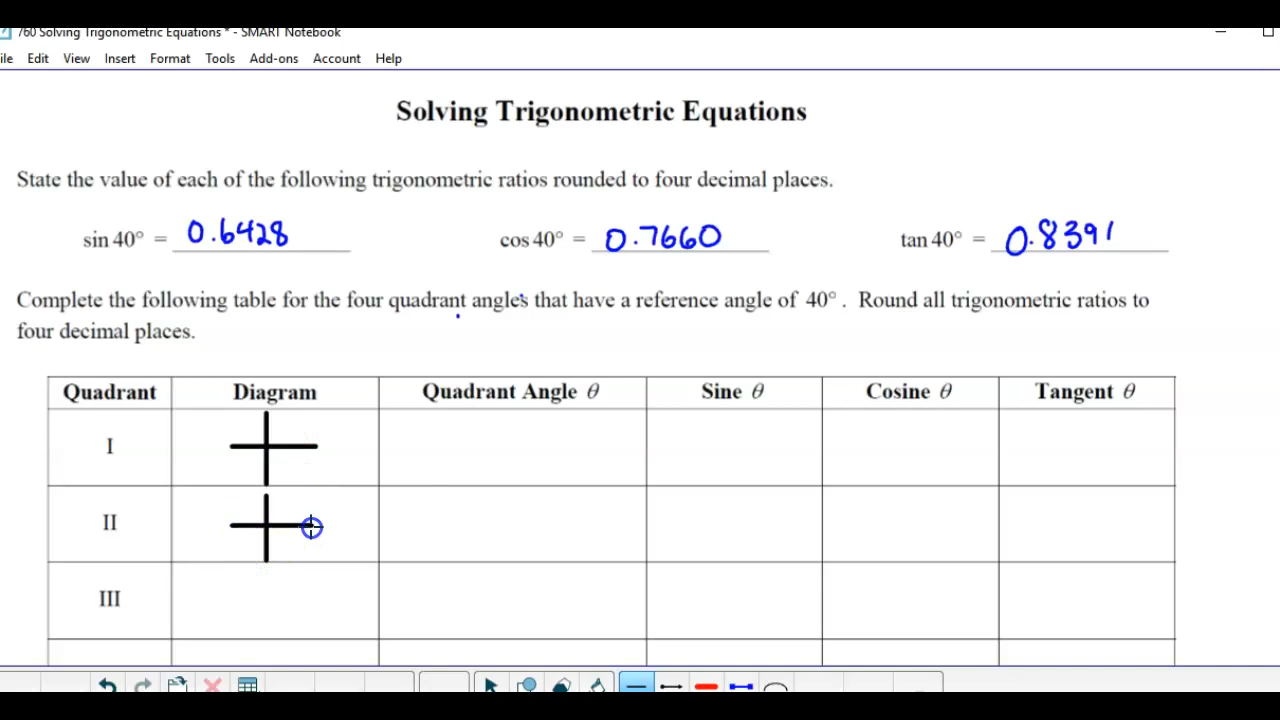 760 Solving Trigonometric Equations * - SMART Notebook
ile Edit View Insert Format Tools Add-ons Account Help
Solving Trigonometric Equations
State the value of each of the following trigonometric ratios rounded to four decimal places.
sin 40° = 0.6428 cos 40° = 0.7660 tan 40° = 0.8391
Complete the following table for the four quadrant angles that have a reference angle of 40°. Round all trigonometric ratios to
four decimal places.
Quadrant Diagram Quadrant Angle θ Sine θ Cosine θ Tangent θ
I
II
III